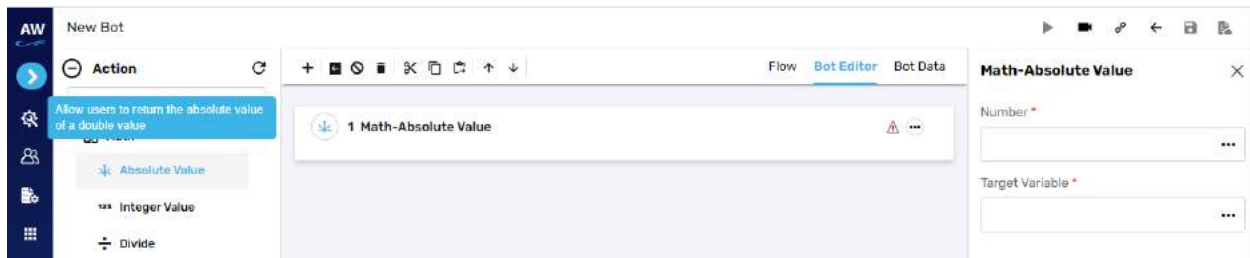 AW
New Bot
Action
Flow
Bot Editor
Bot Data
Math-Absolute Value
Allow users to return the absolute value
of a double value
1 Math-Absolute Value
Number *
Absolute Value
Target Variable *
123 Integer Value
Divide